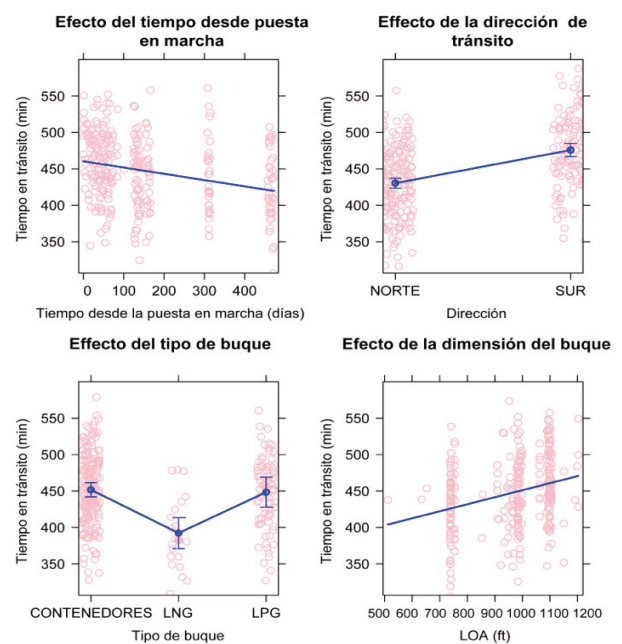 Efecto del tiempo desde puesta
en marcha
Tiempo en tránsito (min)
550
500
450
400
350
0 100 200 300 400
Tiempo desde la puesta en marcha (días)
Effecto de la dirección de
tránsito
Tiempo en tránsito (min)
550
500
450
400
350
NORTE SUR
Dirección
Effecto del tipo de buque
Tiempo en tránsito (min)
550
500
450
400
350
CONTENEDORES LNG LPG
Tipo de buque
Efecto de la dimensión del buque
Tiempo en tránsito (min)
550
500
450
400
350
500 600 700 800 900 1000 1100 1200
LOA (ft)